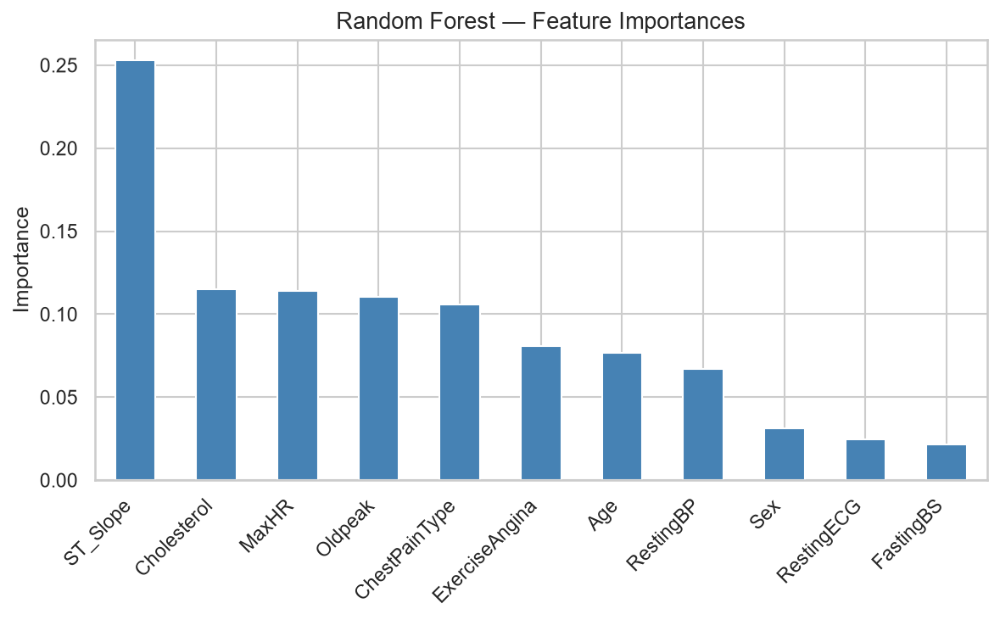 Random Forest — Feature Importances
Importance
0.25
0.20
0.15
0.10
0.05
0.00
ST_Slope
Cholesterol
MaxHR
Oldpeak
ChestPainType
ExerciseAngina
Age
RestingBP
Sex
RestingECG
FastingBS